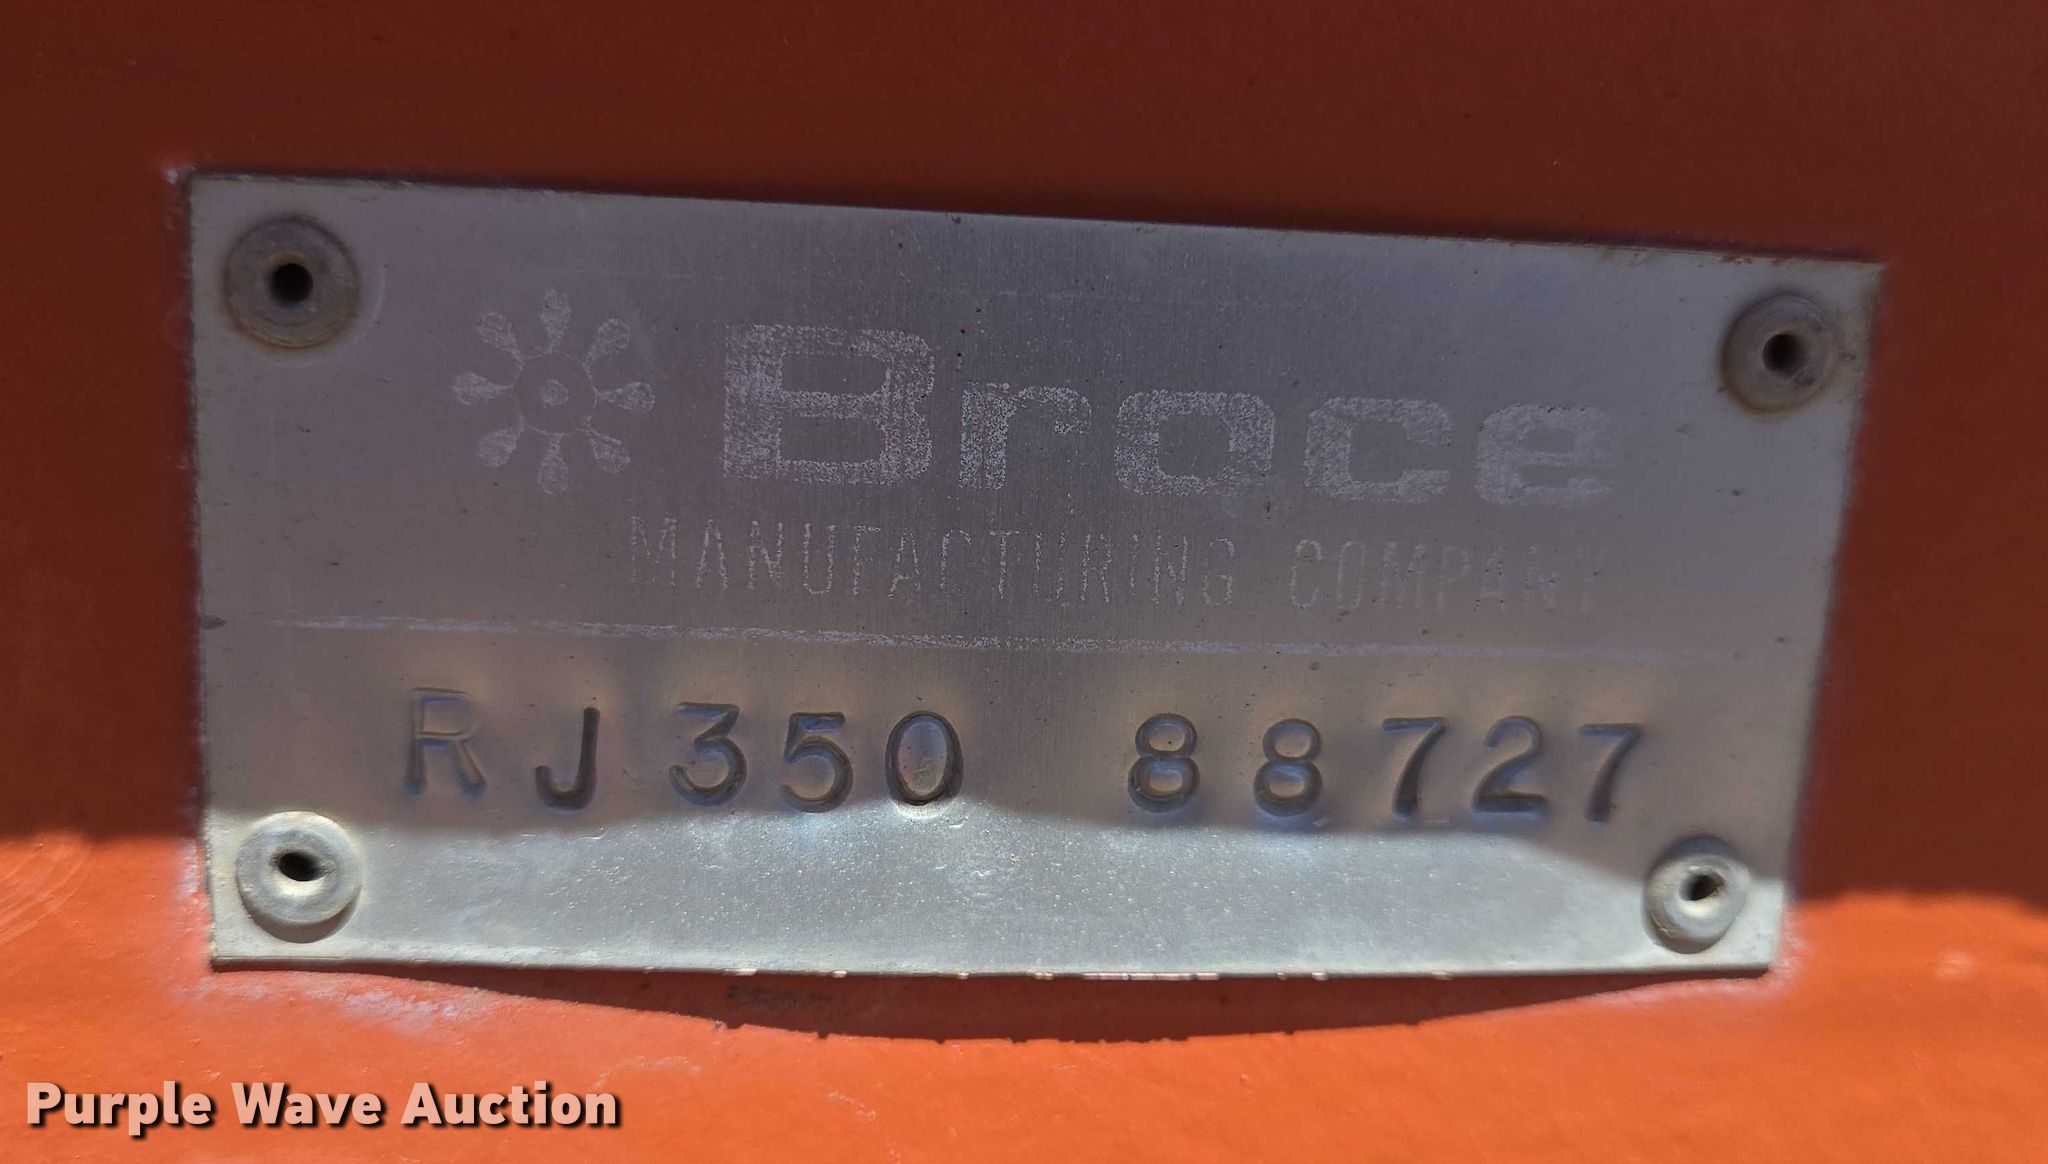 Broce
MANUFACTURING COMPANY
RJ350 88727
Purple Wave Auction